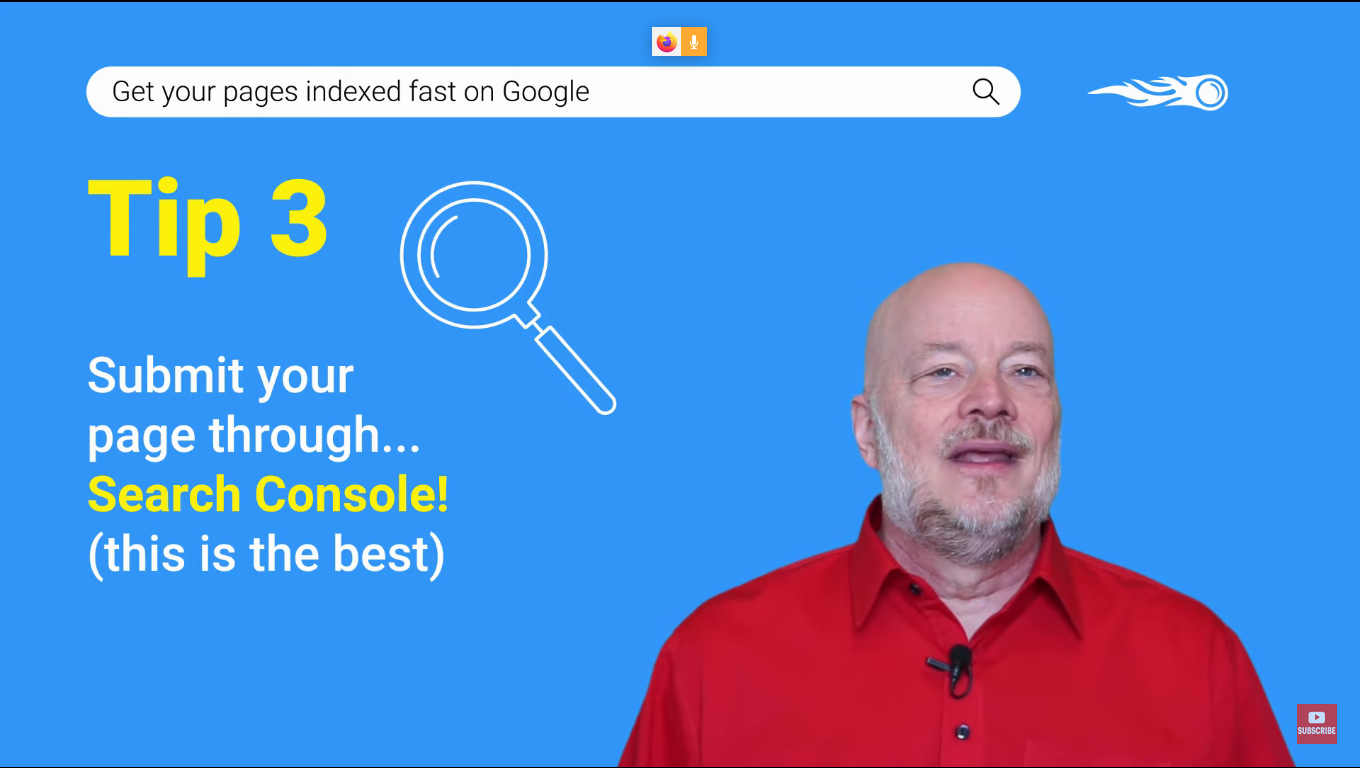 Get your pages indexed fast on Google
Tip 3
Submit your
page through...
Search Console!
(this is the best)
SUBSCRIBE